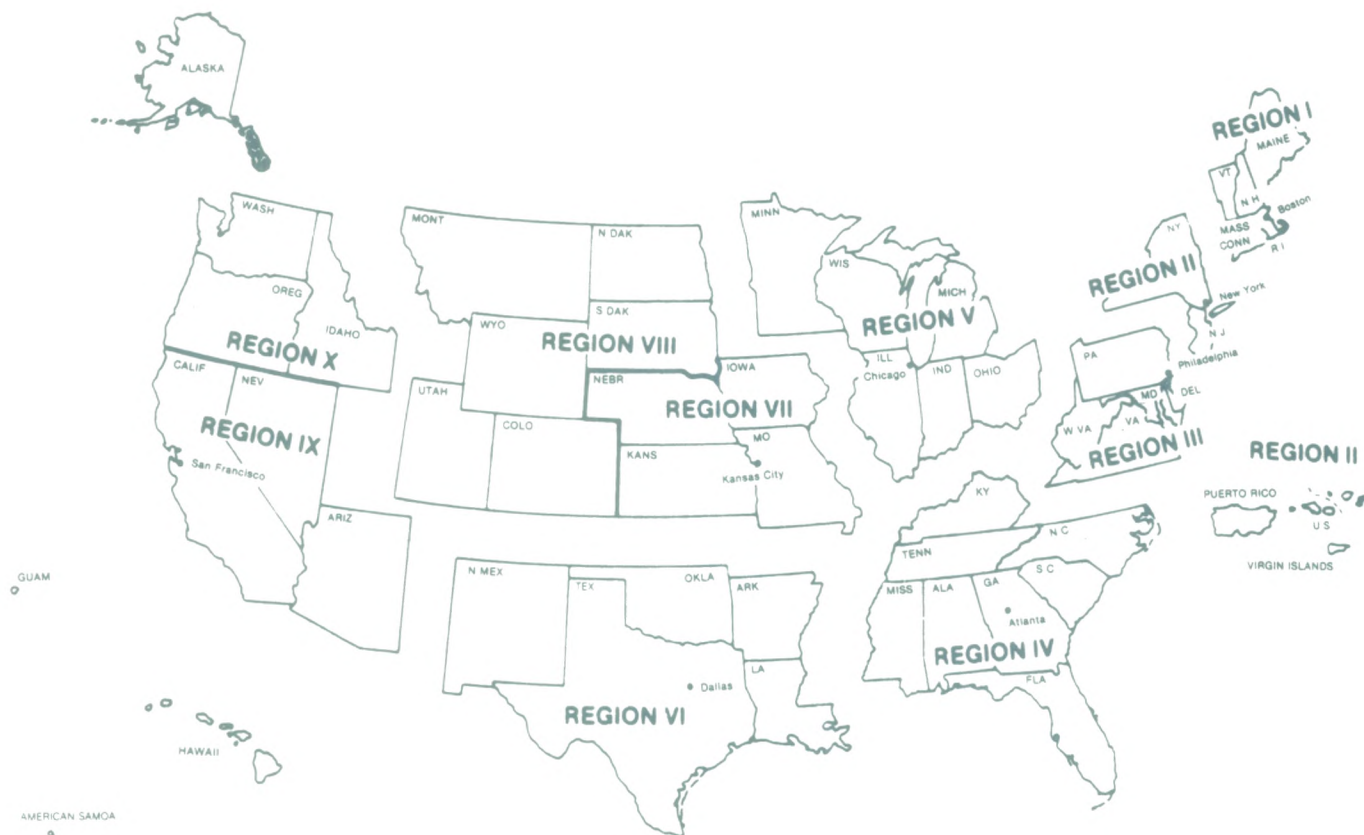 ALASKA
REGION I
MAINE
VT
N H
Boston
MASS
CONN
R I
NY
REGION II
New York
N J
WASH
OREG
IDAHO
REGION X
MONT
N DAK
S DAK
WYO
REGION VIII
UTAH
COLO
MINN
WIS
MICH
REGION V
ILL
Chicago
IND
OHIO
PA
Philadelphia
MD
DEL
W VA
VA
REGION III
CALIF
NEV
REGION IX
San Francisco
ARIZ
NEBR
IOWA
REGION VII
KANS
MO
Kansas City
REGION II
PUERTO RICO
U S
VIRGIN ISLANDS
KY
TENN
N C
S C
MISS
ALA
GA
Atlanta
REGION IV
FLA
N MEX
TEX
OKLA
ARK
LA
Dallas
REGION VI
GUAM
HAWAII
AMERICAN SAMOA